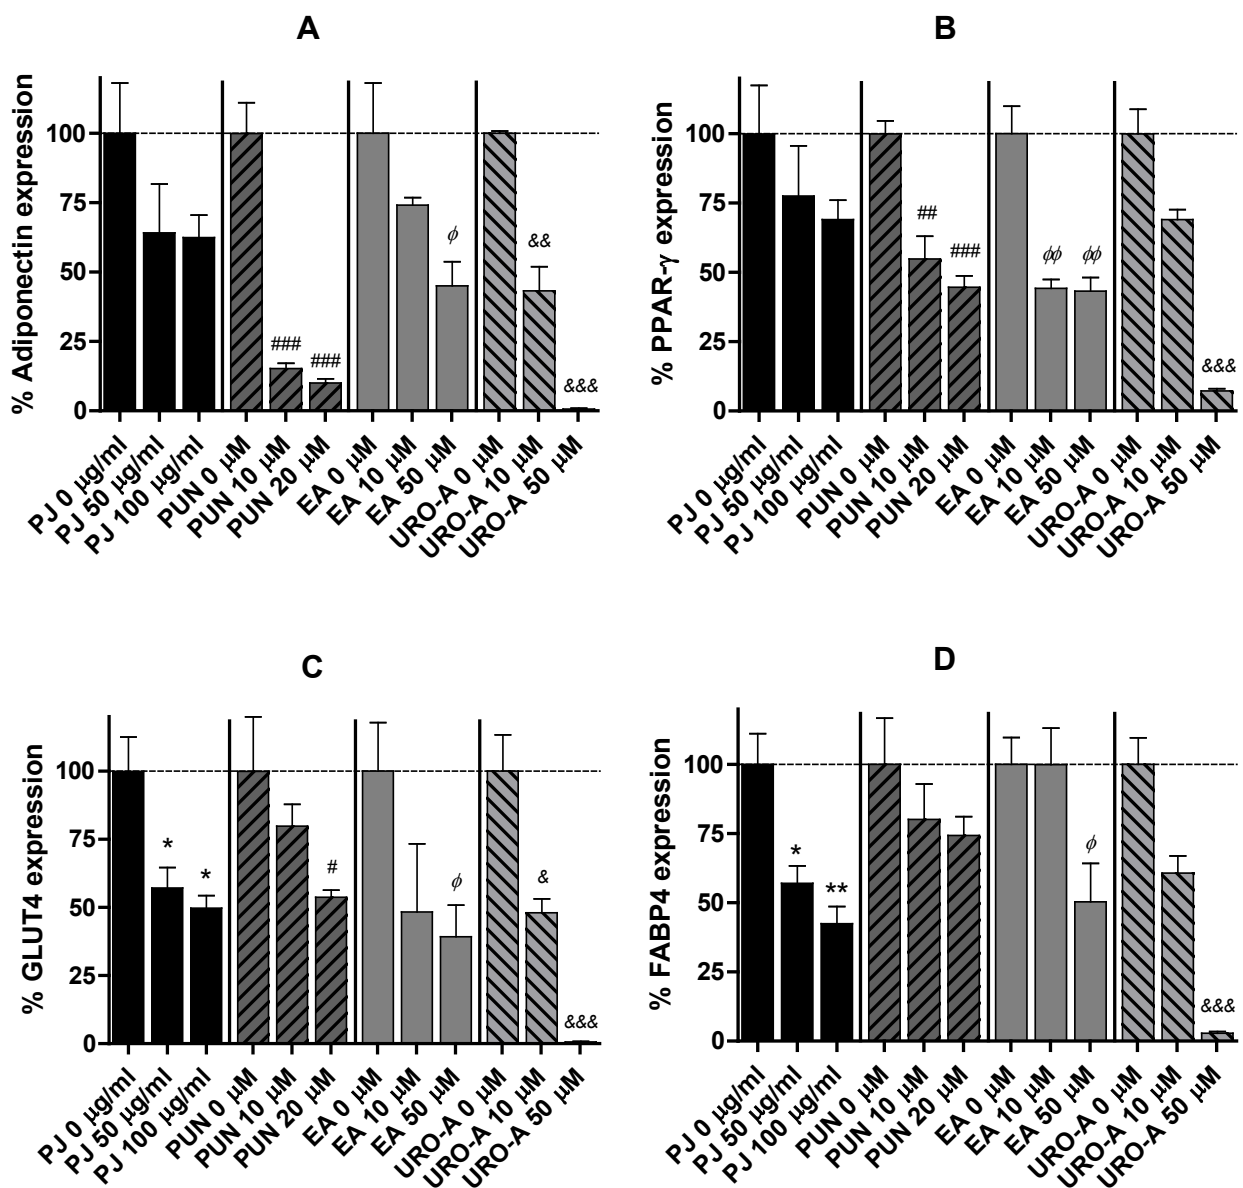 A
% Adiponectin expression
100
75
50
25
0
###
###
ϕ
&&
&&&
PJ 0 µg/ml
PJ 50 µg/ml
PJ 100 µg/ml
PUN 0 µM
PUN 10 µM
PUN 20 µM
EA 0 µM
EA 10 µM
EA 50 µM
URO-A 0 µM
URO-A 10 µM
URO-A 50 µM
B
% PPAR-γ expression
100
75
50
25
0
##
###
ϕϕ
ϕϕ
&&&
PJ 0 µg/ml
PJ 50 µg/ml
PJ 100 µg/ml
PUN 0 µM
PUN 10 µM
PUN 20 µM
EA 0 µM
EA 10 µM
EA 50 µM
URO-A 0 µM
URO-A 10 µM
URO-A 50 µM
C
% GLUT4 expression
100
75
50
25
0
*
*
#
ϕ
&
&&&
PJ 0 µg/ml
PJ 50 µg/ml
PJ 100 µg/ml
PUN 0 µM
PUN 10 µM
PUN 20 µM
EA 0 µM
EA 10 µM
EA 50 µM
URO-A 0 µM
URO-A 10 µM
URO-A 50 µM
D
% FABP4 expression
100
75
50
25
0
*
**
ϕ
&&&
PJ 0 µg/ml
PJ 50 µg/ml
PJ 100 µg/ml
PUN 0 µM
PUN 10 µM
PUN 20 µM
EA 0 µM
EA 10 µM
EA 50 µM
URO-A 0 µM
URO-A 10 µM
URO-A 50 µM